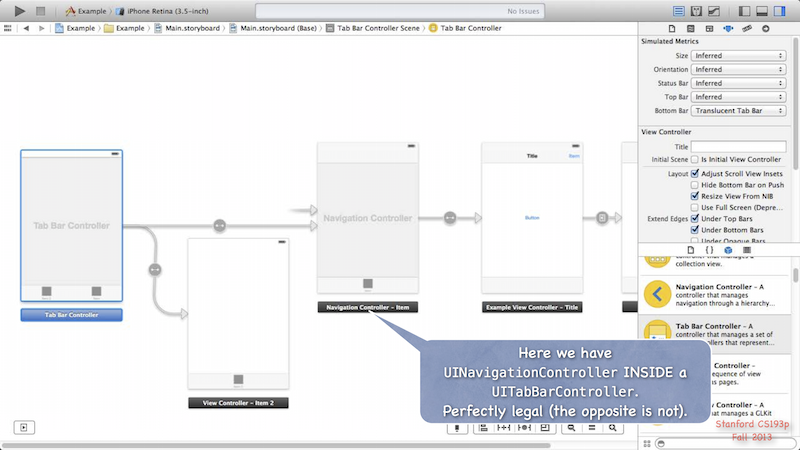 Example
iPhone Retina (3.5-inch)
No Issues
Example
Example
Main.storyboard
Main.storyboard (Base)
Tab Bar Controller Scene
Tab Bar Controller
Simulated Metrics
Size
Inferred
Orientation
Inferred
Status Bar
Inferred
Top Bar
Inferred
Bottom Bar
Translucent Tab Bar
View Controller
Title
Initial Scene
Is Initial View Controller
Layout
Adjust Scroll View Insets
Hide Bottom Bar on Push
Resize View From NIB
Use Full Screen (Depre...
Extend Edges
Under Top Bars
Under Bottom Bars
Under Opaque Bars
controller that manages a
collection view.
Navigation Controller - A
controller that manages
navigation through a hierarchy...
Tab Bar Controller - A
controller that manages a set of
that represent...
Controller -
sequence of view
as pages.
Controller - A
that manages a GLKit
Tab Bar Controller
Tab Bar Controller
Navigation Controller
Navigation Controller - Item
Title
Item
Button
Example View Controller - Title
View Controller - Item 2
Here we have
UINavigationController INSIDE a
UITabBarController.
Perfectly legal (the opposite is not).
Stanford CS193p
Fall 2013